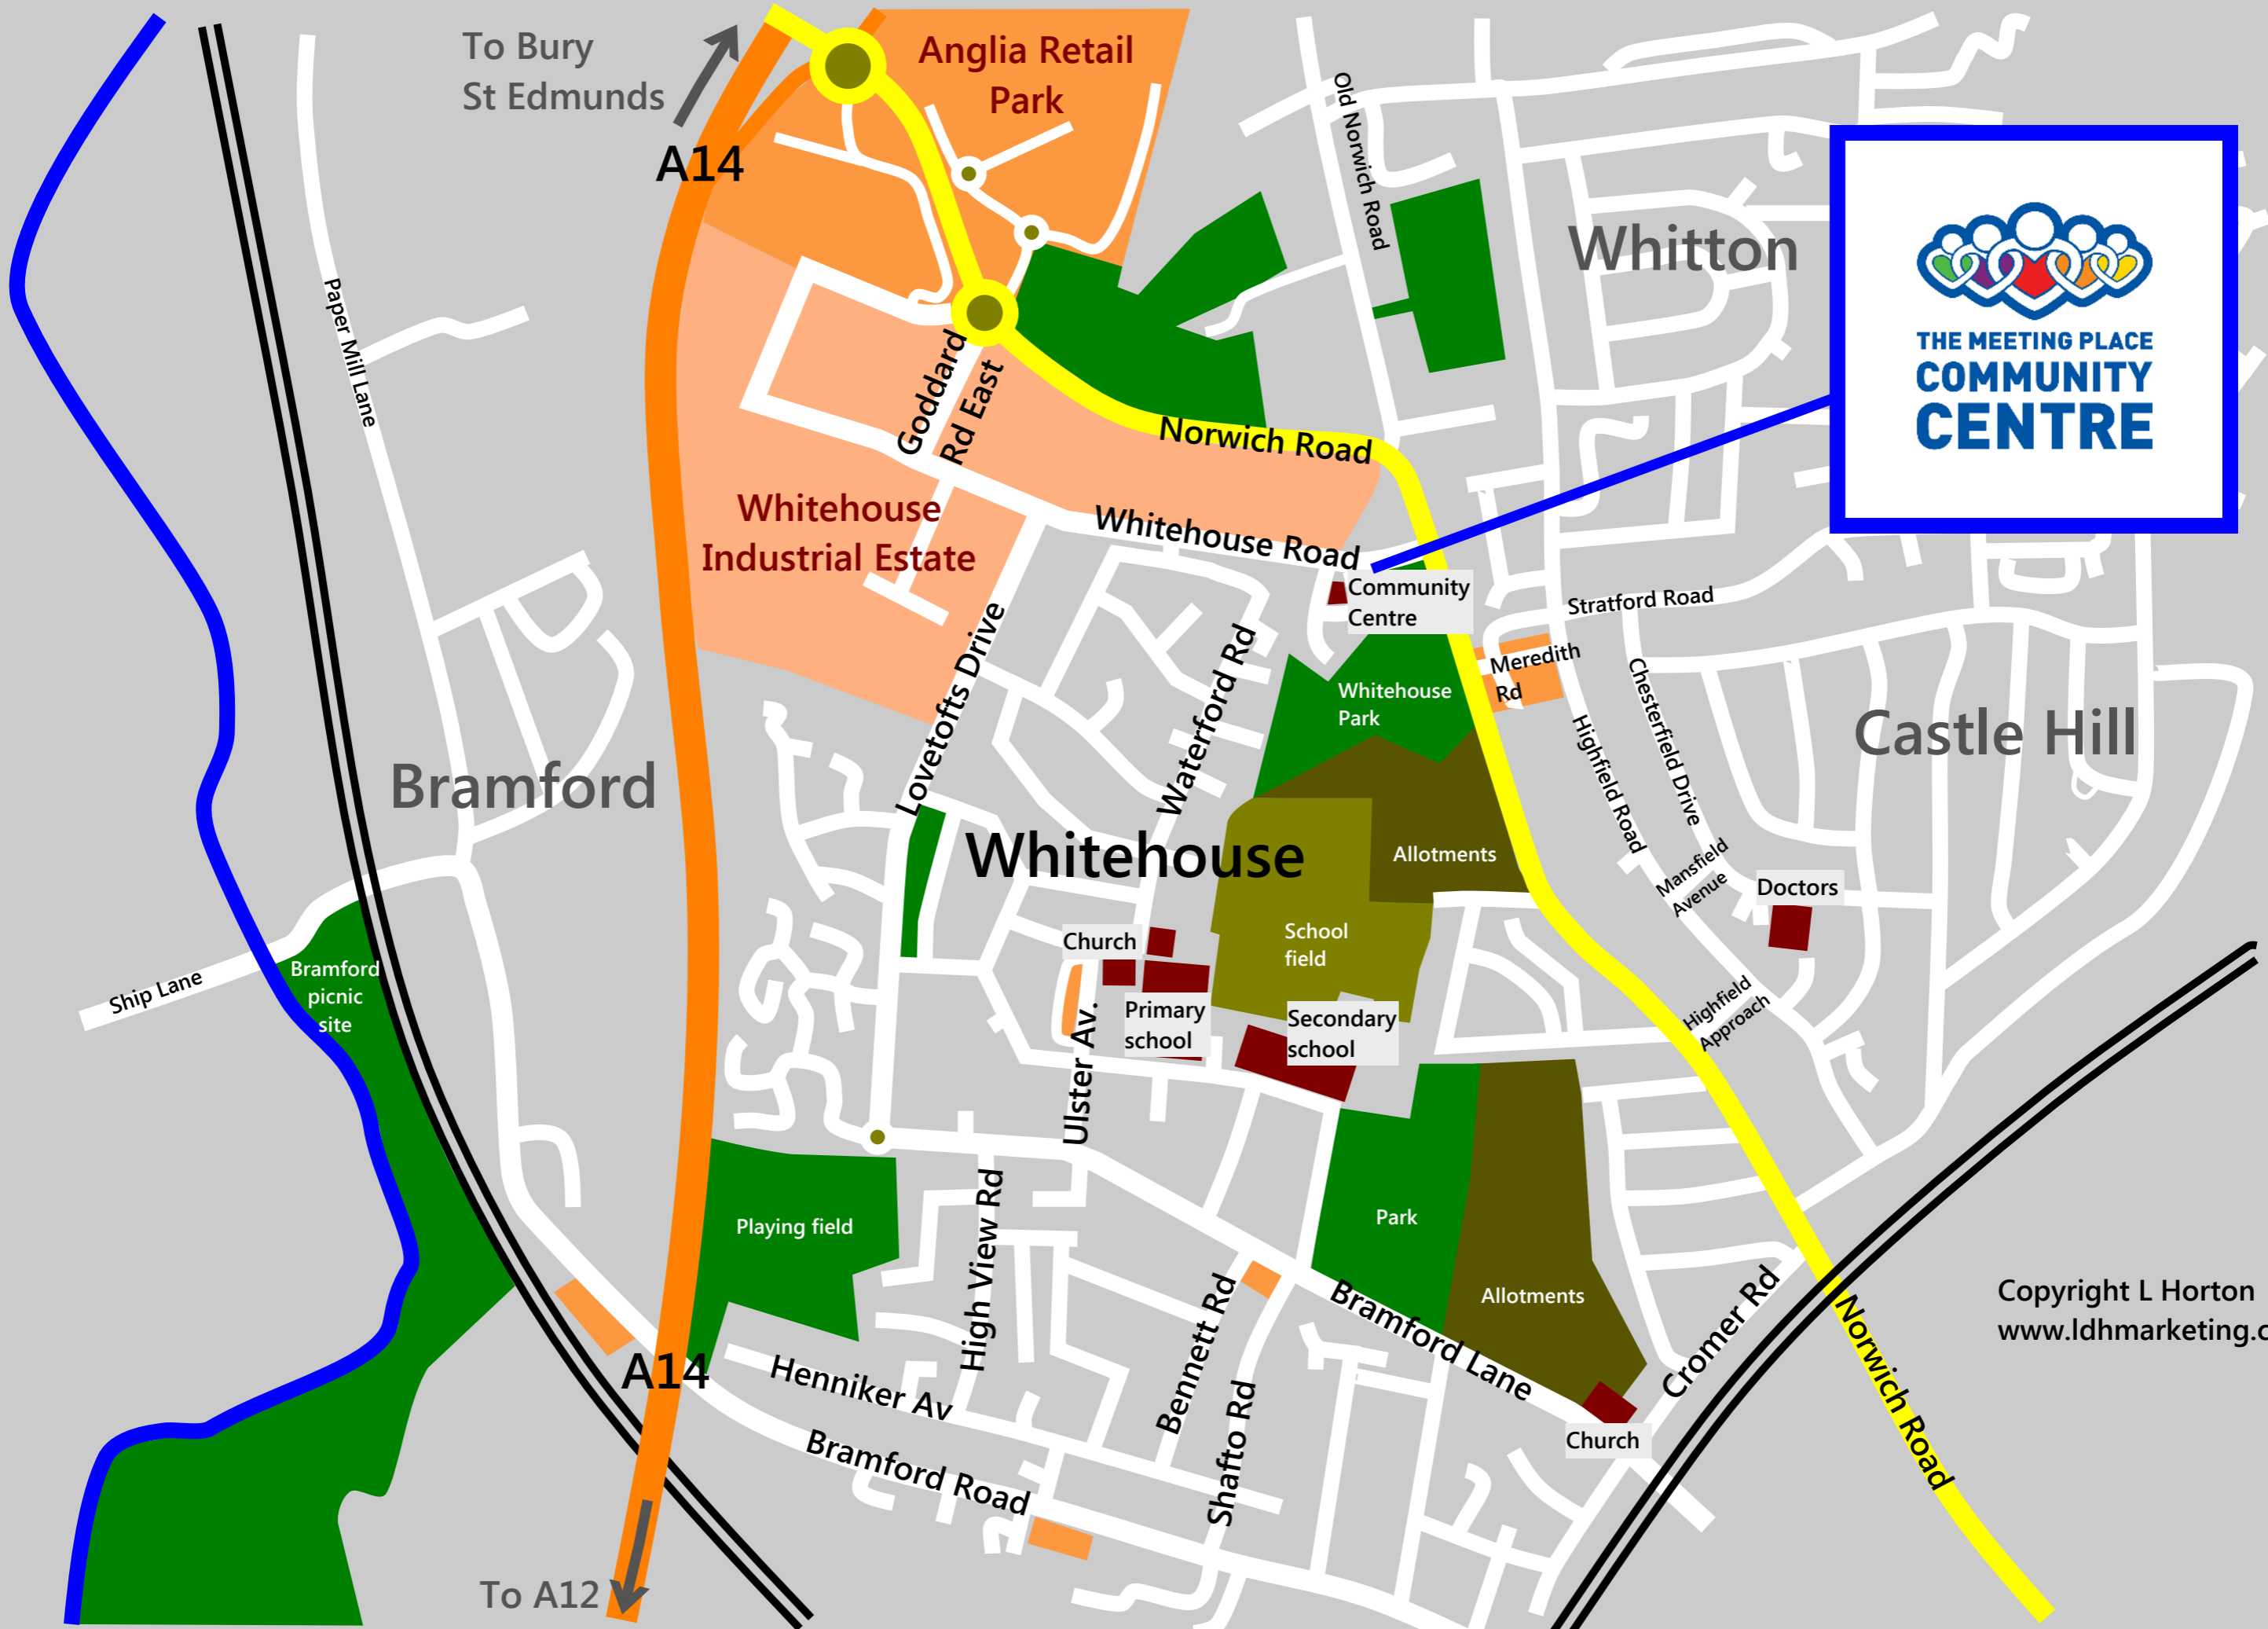 To Bury
St Edmunds
Anglia Retail
Park
A14
Old Norwich Road
Whitton
THE MEETING PLACE
COMMUNITY
CENTRE
Paper Mill Lane
Goddard
Rd East
Norwich Road
Whitehouse
Industrial Estate
Whitehouse Road
Community
Centre
Stratford Road
Meredith
Rd
Lovetofts Drive
Waterford Rd
Whitehouse
Park
Chesterfield Drive
Highfield Road
Castle Hill
Bramford
Whitehouse
Allotments
Mansfield
Avenue
Doctors
Church
School
field
Ship Lane
Bramford
picnic
site
Primary
school
Secondary
school
Highfield
Approach
Ulster Av.
Playing field
High View Rd
Park
Bennett Rd
Bramford Lane
Allotments
Cromer Rd
Copyright L Horton
www.ldhmarketing.c
Norwich Road
A14
Henniker Av
Shafto Rd
Bramford Road
Church
To A12